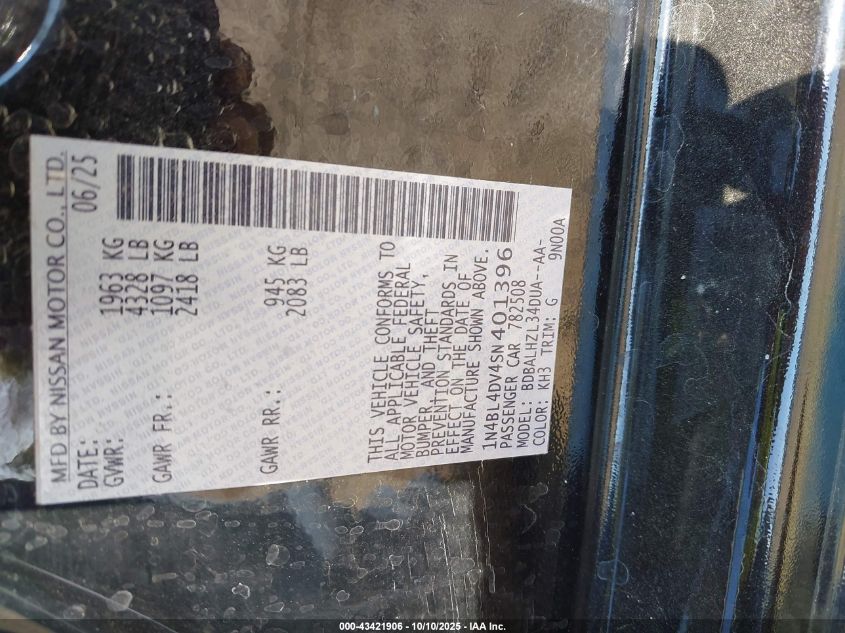 MFD BY NISSAN MOTOR CO., LTD.
DATE: 06/25
GVWR: 1963 KG
4328 LB
GAWR FR.: 1097 KG
2418 LB
GAWR RR.: 945 KG
2083 LB
THIS VEHICLE CONFORMS TO
ALL APPLICABLE FEDERAL
MOTOR VEHICLE SAFETY,
BUMPER, AND THEFT
PREVENTION STANDARDS IN
EFFECT ON THE DATE OF
MANUFACTURE SHOWN ABOVE.
1N4BL4DV4SN401396
PASSENGER CAR 782508
MODEL: BDBALHZL34DUA--AA-
COLOR: KH3 TRIM: G 9N00A
000-43421906 - 10/10/2025 - IAA Inc.